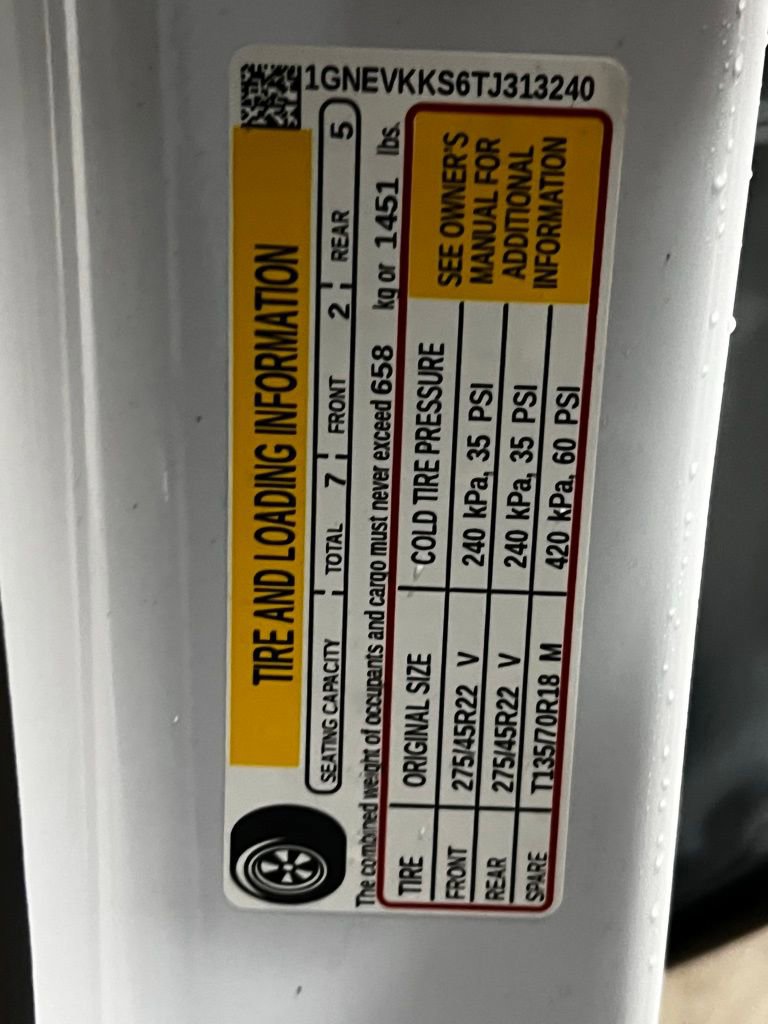 1GNEVKKS6TJ313240
TIRE AND LOADING INFORMATION
SEATING CAPACITY TOTAL 7 FRONT 2 REAR 5
The combined weight of occupants and cargo must never exceed 658 kg or 1451 lbs.
TIRE ORIGINAL SIZE COLD TIRE PRESSURE
FRONT 275/45R22 V 240 kPa, 35 PSI
REAR 275/45R22 V 240 kPa, 35 PSI
SPARE T135/70R18 M 420 kPa, 60 PSI
SEE OWNER'S
MANUAL FOR
ADDITIONAL
INFORMATION